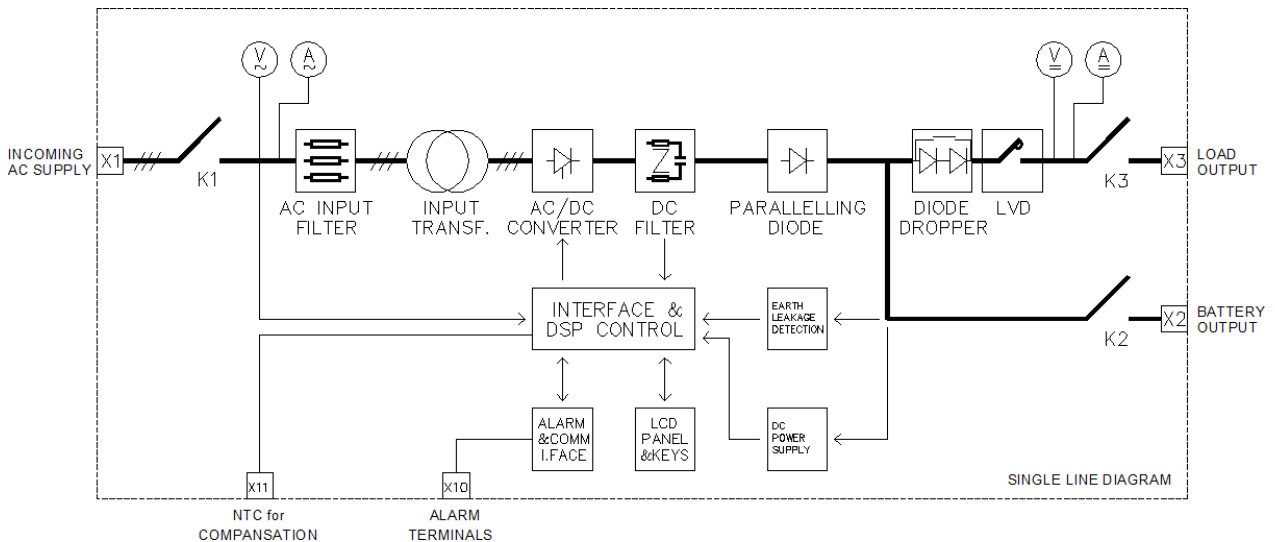 V
A
V
A
INCOMING
AC SUPPLY
X1
K1
AC INPUT
FILTER
INPUT
TRANSF.
AC/DC
CONVERTER
Z
DC
FILTER
PARALLELLING
DIODE
DIODE
DROPPER
LVD
K3
X3
LOAD
OUTPUT
INTERFACE &
DSP CONTROL
EARTH
LEAKAGE
DETECTION
K2
X2
BATTERY
OUTPUT
ALARM
&COMM
I.FACE
LCD
PANEL
&KEYS
DC
POWER
SUPPLY
X11
X10
SINGLE LINE DIAGRAM
NTC for
COMPANSATION
ALARM
TERMINALS